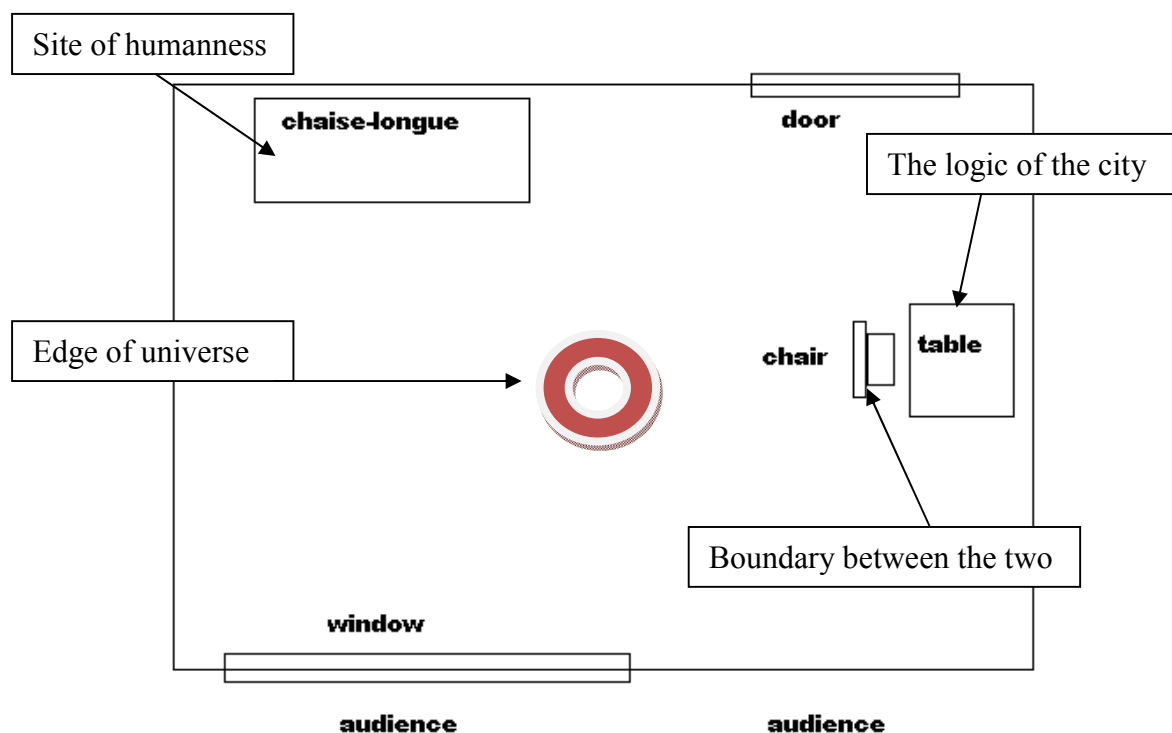 Site of humanness
chaise-longue
door
The logic of the city
Edge of universe
chair
table
Boundary between the two
window
audience
audience